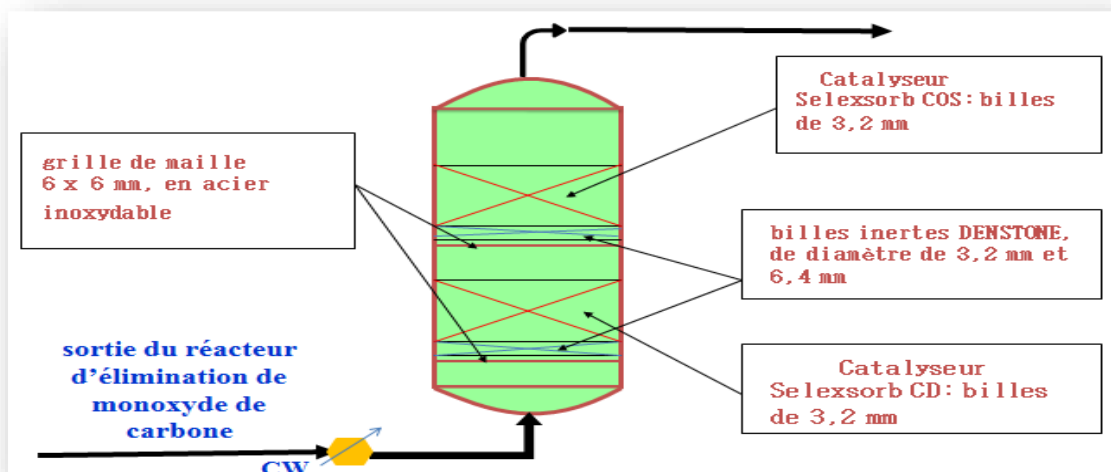 Catalyseur
Selexsorb COS: billes
de 3,2 mm
grille de maille
6 x 6 mm, en acier
inoxydable
billes inertes DENSTONE,
de diamètre de 3,2 mm et
6,4 mm
sortie du réacteur
d’élimination de
monoxyde de
carbone
Catalyseur
Selexsorb CD: billes
de 3,2 mm
CW